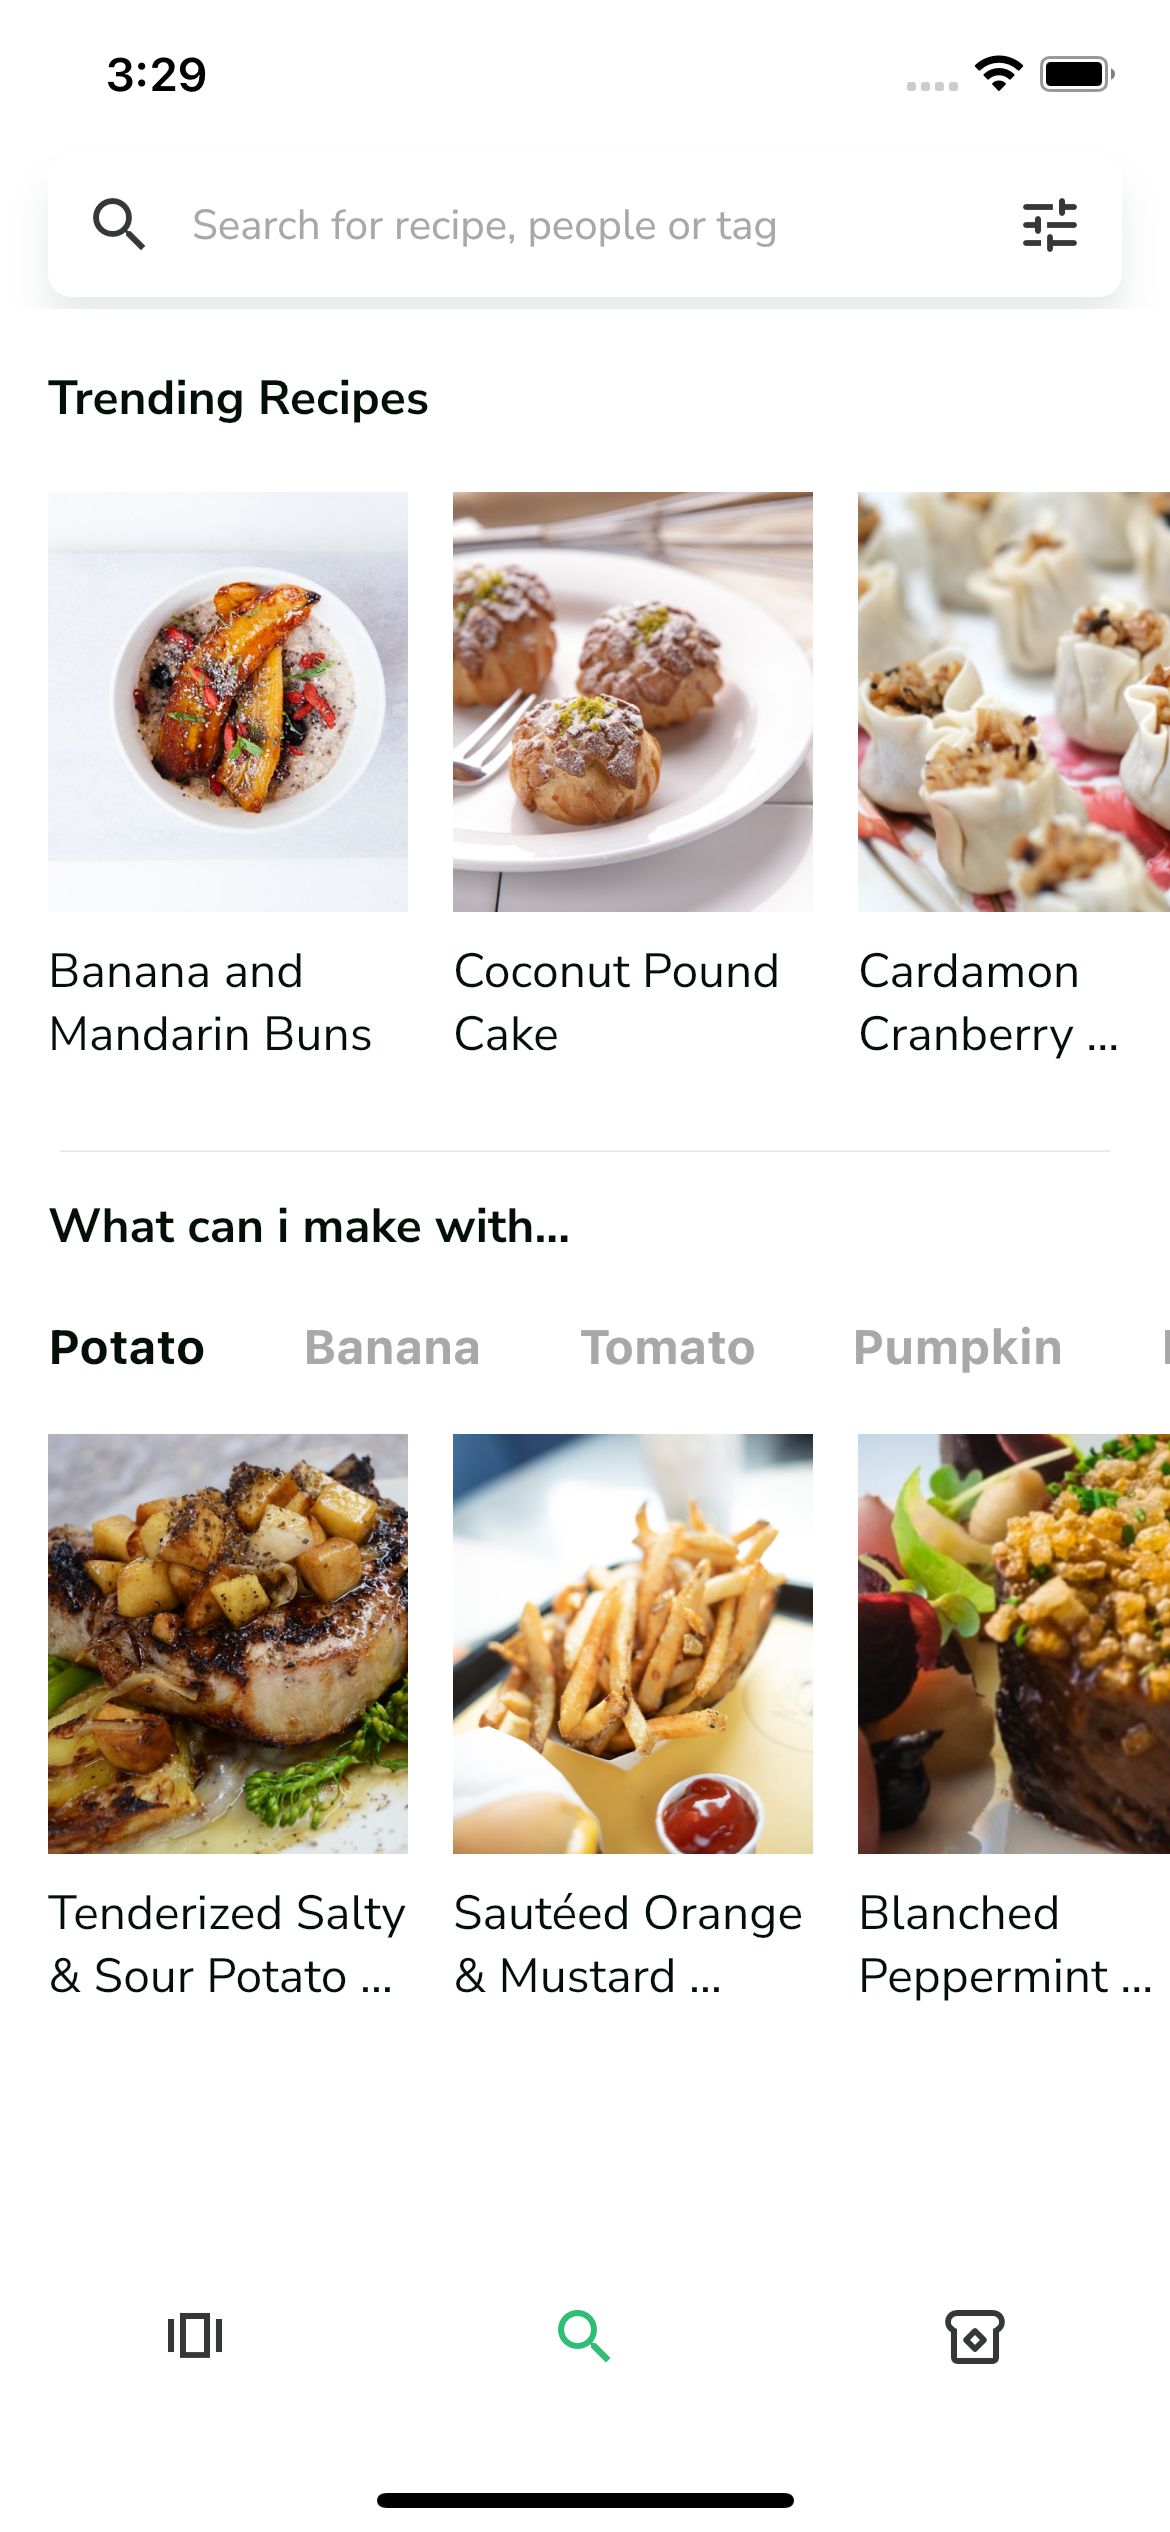 3:29
Search for recipe, people or tag
Trending Recipes
Banana and
Mandarin Buns
Coconut Pound
Cake
Cardamon
Cranberry ...
What can i make with...
Potato Banana Tomato Pumpkin
Tenderized Salty
& Sour Potato ...
Sautéed Orange
& Mustard ...
Blanched
Peppermint ...